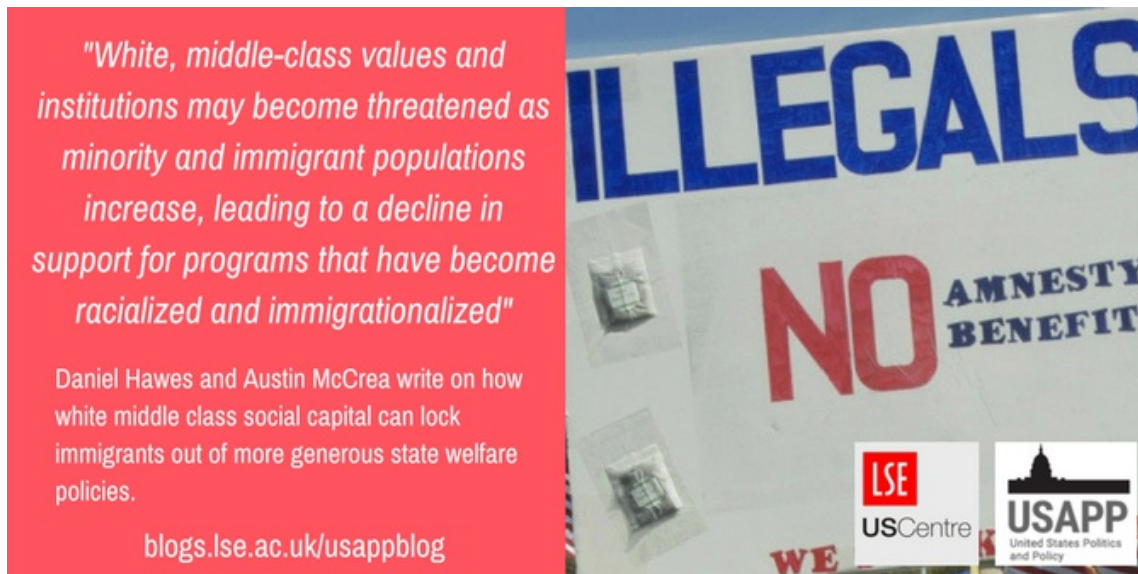 "White, middle-class values and
institutions may become threatened as
minority and immigrant populations
increase, leading to a decline in
support for programs that have become
racialized and immigrationalized"
Daniel Hawes and Austin McCrea write on how
white middle class social capital can lock
immigrants out of more generous state welfare
policies.
blogs.lse.ac.uk/usappblog
ILLEGALS
NO
AMNESTY
BENEFIT
WE
LSE
USCentre
USAPP
United States Politics
and Policy